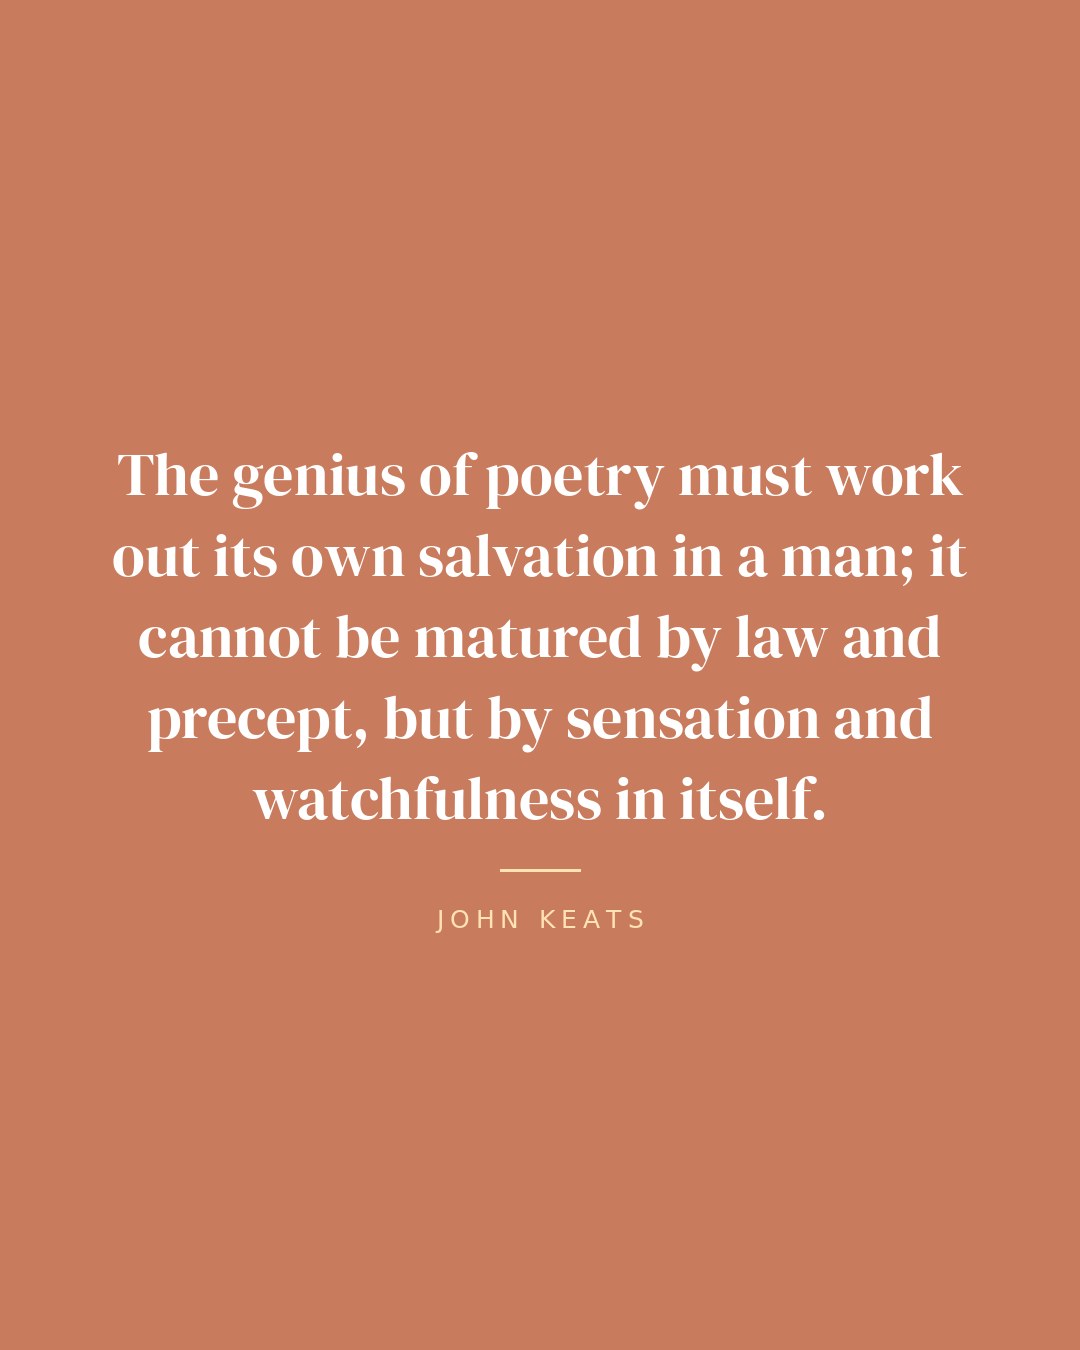 The genius of poetry must work
out its own salvation in a man; it
cannot be matured by law and
precept, but by sensation and
watchfulness in itself.
JOHN KEATS